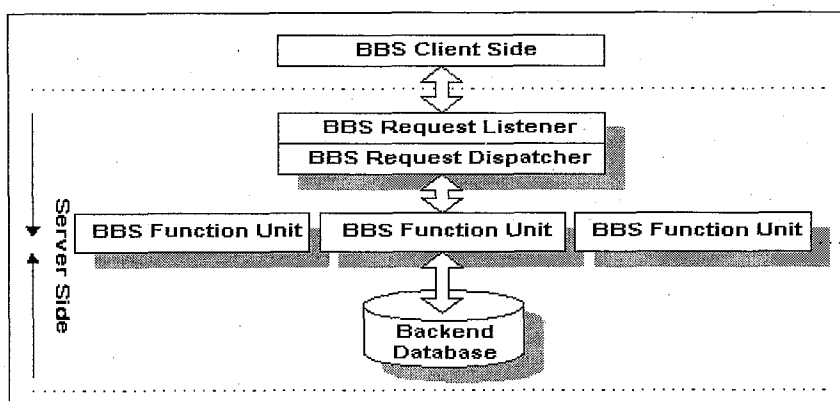 BBS Client Side
BBS Request Listener
BBS Request Dispatcher
Server Side
BBS Function Unit
BBS Function Unit
BBS Function Unit
Backend
Database